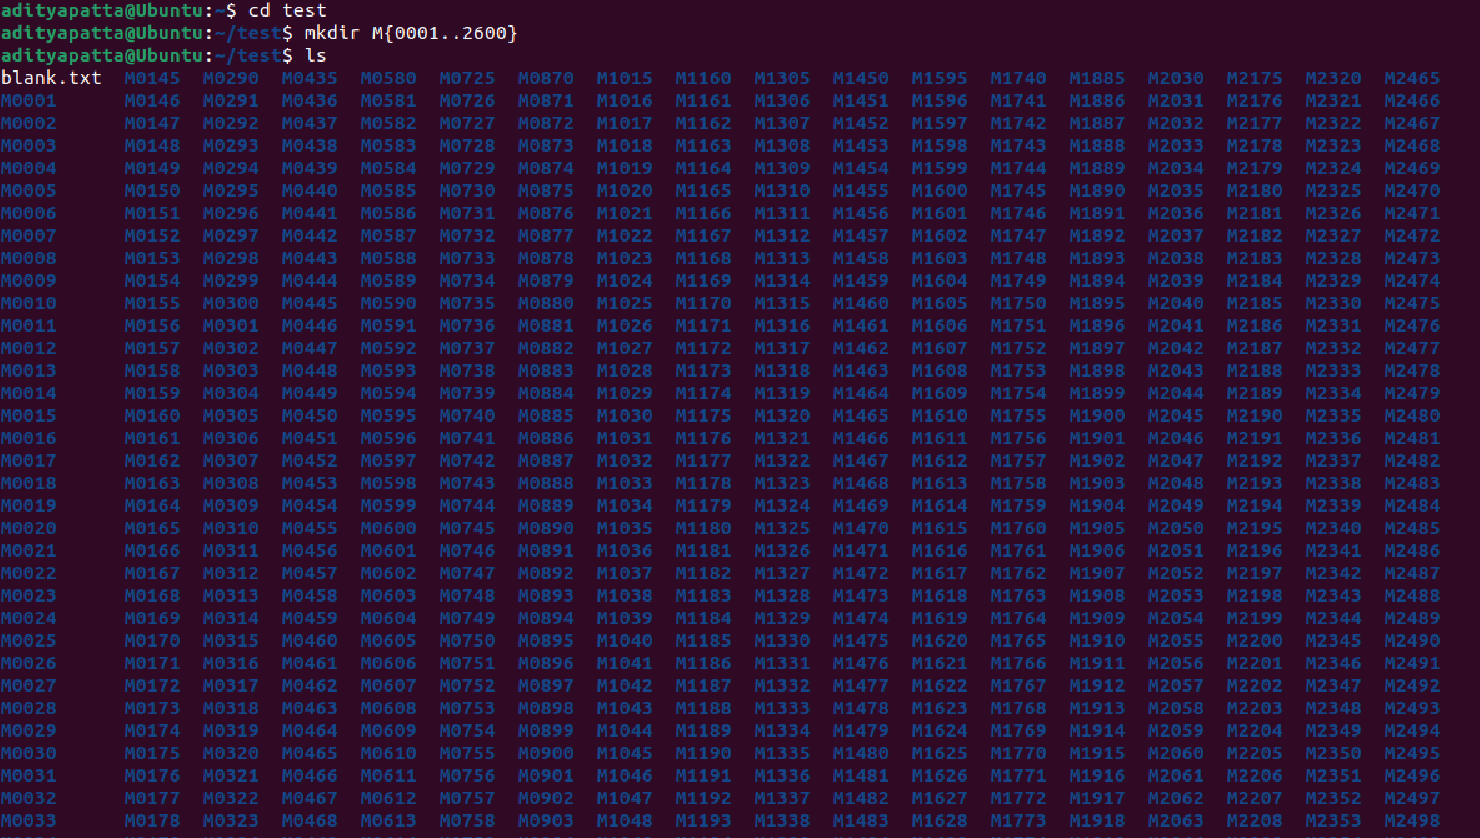 adityapatta@Ubuntu:~$ cd test
adityapatta@Ubuntu:~/test$ mkdir M{0001..2600}
adityapatta@Ubuntu:~/test$ ls
blank.txt M0145 M0290 M0435 M0580 M0725 M0870 M1015 M1160 M1305 M1450 M1595 M1740 M1885 M2030 M2175 M2320 M2465
M0001 M0146 M0291 M0436 M0581 M0726 M0871 M1016 M1161 M1306 M1451 M1596 M1741 M1886 M2031 M2176 M2321 M2466
M0002 M0147 M0292 M0437 M0582 M0727 M0872 M1017 M1162 M1307 M1452 M1597 M1742 M1887 M2032 M2177 M2322 M2467
M0003 M0148 M0293 M0438 M0583 M0728 M0873 M1018 M1163 M1308 M1453 M1598 M1743 M1888 M2033 M2178 M2323 M2468
M0004 M0149 M0294 M0439 M0584 M0729 M0874 M1019 M1164 M1309 M1454 M1599 M1744 M1889 M2034 M2179 M2324 M2469
M0005 M0150 M0295 M0440 M0585 M0730 M0875 M1020 M1165 M1310 M1455 M1600 M1745 M1890 M2035 M2180 M2325 M2470
M0006 M0151 M0296 M0441 M0586 M0731 M0876 M1021 M1166 M1311 M1456 M1601 M1746 M1891 M2036 M2181 M2326 M2471
M0007 M0152 M0297 M0442 M0587 M0732 M0877 M1022 M1167 M1312 M1457 M1602 M1747 M1892 M2037 M2182 M2327 M2472
M0008 M0153 M0298 M0443 M0588 M0733 M0878 M1023 M1168 M1313 M1458 M1603 M1748 M1893 M2038 M2183 M2328 M2473
M0009 M0154 M0299 M0444 M0589 M0734 M0879 M1024 M1169 M1314 M1459 M1604 M1749 M1894 M2039 M2184 M2329 M2474
M0010 M0155 M0300 M0445 M0590 M0735 M0880 M1025 M1170 M1315 M1460 M1605 M1750 M1895 M2040 M2185 M2330 M2475
M0011 M0156 M0301 M0446 M0591 M0736 M0881 M1026 M1171 M1316 M1461 M1606 M1751 M1896 M2041 M2186 M2331 M2476
M0012 M0157 M0302 M0447 M0592 M0737 M0882 M1027 M1172 M1317 M1462 M1607 M1752 M1897 M2042 M2187 M2332 M2477
M0013 M0158 M0303 M0448 M0593 M0738 M0883 M1028 M1173 M1318 M1463 M1608 M1753 M1898 M2043 M2188 M2333 M2478
M0014 M0159 M0304 M0449 M0594 M0739 M0884 M1029 M1174 M1319 M1464 M1609 M1754 M1899 M2044 M2189 M2334 M2479
M0015 M0160 M0305 M0450 M0595 M0740 M0885 M1030 M1175 M1320 M1465 M1610 M1755 M1900 M2045 M2190 M2335 M2480
M0016 M0161 M0306 M0451 M0596 M0741 M0886 M1031 M1176 M1321 M1466 M1611 M1756 M1901 M2046 M2191 M2336 M2481
M0017 M0162 M0307 M0452 M0597 M0742 M0887 M1032 M1177 M1322 M1467 M1612 M1757 M1902 M2047 M2192 M2337 M2482
M0018 M0163 M0308 M0453 M0598 M0743 M0888 M1033 M1178 M1323 M1468 M1613 M1758 M1903 M2048 M2193 M2338 M2483
M0019 M0164 M0309 M0454 M0599 M0744 M0889 M1034 M1179 M1324 M1469 M1614 M1759 M1904 M2049 M2194 M2339 M2484
M0020 M0165 M0310 M0455 M0600 M0745 M0890 M1035 M1180 M1325 M1470 M1615 M1760 M1905 M2050 M2195 M2340 M2485
M0021 M0166 M0311 M0456 M0601 M0746 M0891 M1036 M1181 M1326 M1471 M1616 M1761 M1906 M2051 M2196 M2341 M2486
M0022 M0167 M0312 M0457 M0602 M0747 M0892 M1037 M1182 M1327 M1472 M1617 M1762 M1907 M2052 M2197 M2342 M2487
M0023 M0168 M0313 M0458 M0603 M0748 M0893 M1038 M1183 M1328 M1473 M1618 M1763 M1908 M2053 M2198 M2343 M2488
M0024 M0169 M0314 M0459 M0604 M0749 M0894 M1039 M1184 M1329 M1474 M1619 M1764 M1909 M2054 M2199 M2344 M2489
M0025 M0170 M0315 M0460 M0605 M0750 M0895 M1040 M1185 M1330 M1475 M1620 M1765 M1910 M2055 M2200 M2345 M2490
M0026 M0171 M0316 M0461 M0606 M0751 M0896 M1041 M1186 M1331 M1476 M1621 M1766 M1911 M2056 M2201 M2346 M2491
M0027 M0172 M0317 M0462 M0607 M0752 M0897 M1042 M1187 M1332 M1477 M1622 M1767 M1912 M2057 M2202 M2347 M2492
M0028 M0173 M0318 M0463 M0608 M0753 M0898 M1043 M1188 M1333 M1478 M1623 M1768 M1913 M2058 M2203 M2348 M2493
M0029 M0174 M0319 M0464 M0609 M0754 M0899 M1044 M1189 M1334 M1479 M1624 M1769 M1914 M2059 M2204 M2349 M2494
M0030 M0175 M0320 M0465 M0610 M0755 M0900 M1045 M1190 M1335 M1480 M1625 M1770 M1915 M2060 M2205 M2350 M2495
M0031 M0176 M0321 M0466 M0611 M0756 M0901 M1046 M1191 M1336 M1481 M1626 M1771 M1916 M2061 M2206 M2351 M2496
M0032 M0177 M0322 M0467 M0612 M0757 M0902 M1047 M1192 M1337 M1482 M1627 M1772 M1917 M2062 M2207 M2352 M2497
M0033 M0178 M0323 M0468 M0613 M0758 M0903 M1048 M1193 M1338 M1483 M1628 M1773 M1918 M2063 M2208 M2353 M2498